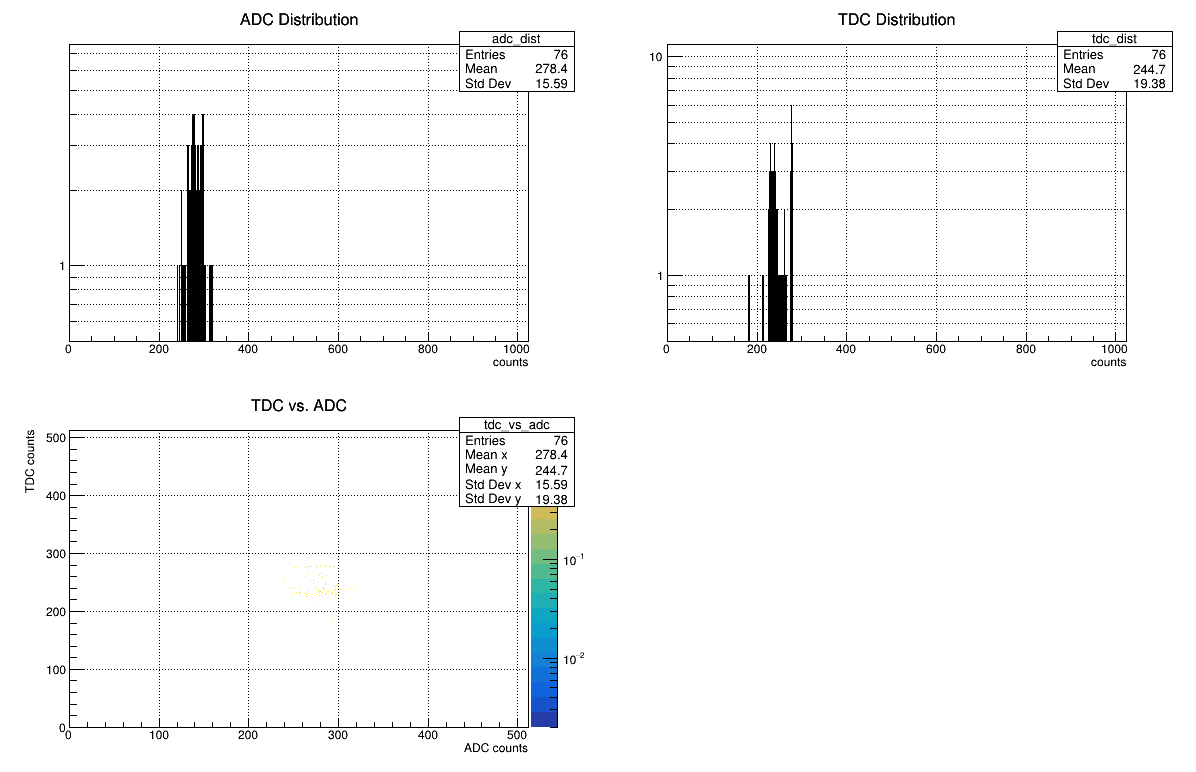 ADC Distribution
adc_dist
Entries 76
Mean 278.4
Std Dev 15.59
1
0 200 400 600 800 1000
counts
TDC Distribution
tdc_dist
Entries 76
Mean 244.7
Std Dev 19.38
10
1
0 200 400 600 800 1000
counts
TDC vs. ADC
tdc_vs_adc
Entries 76
Mean x 278.4
Mean y 244.7
Std Dev x 15.59
Std Dev y 19.38
TDC counts
500
400
300
200
100
0
0 100 200 300 400 500
ADC counts
10⁻¹
10⁻²